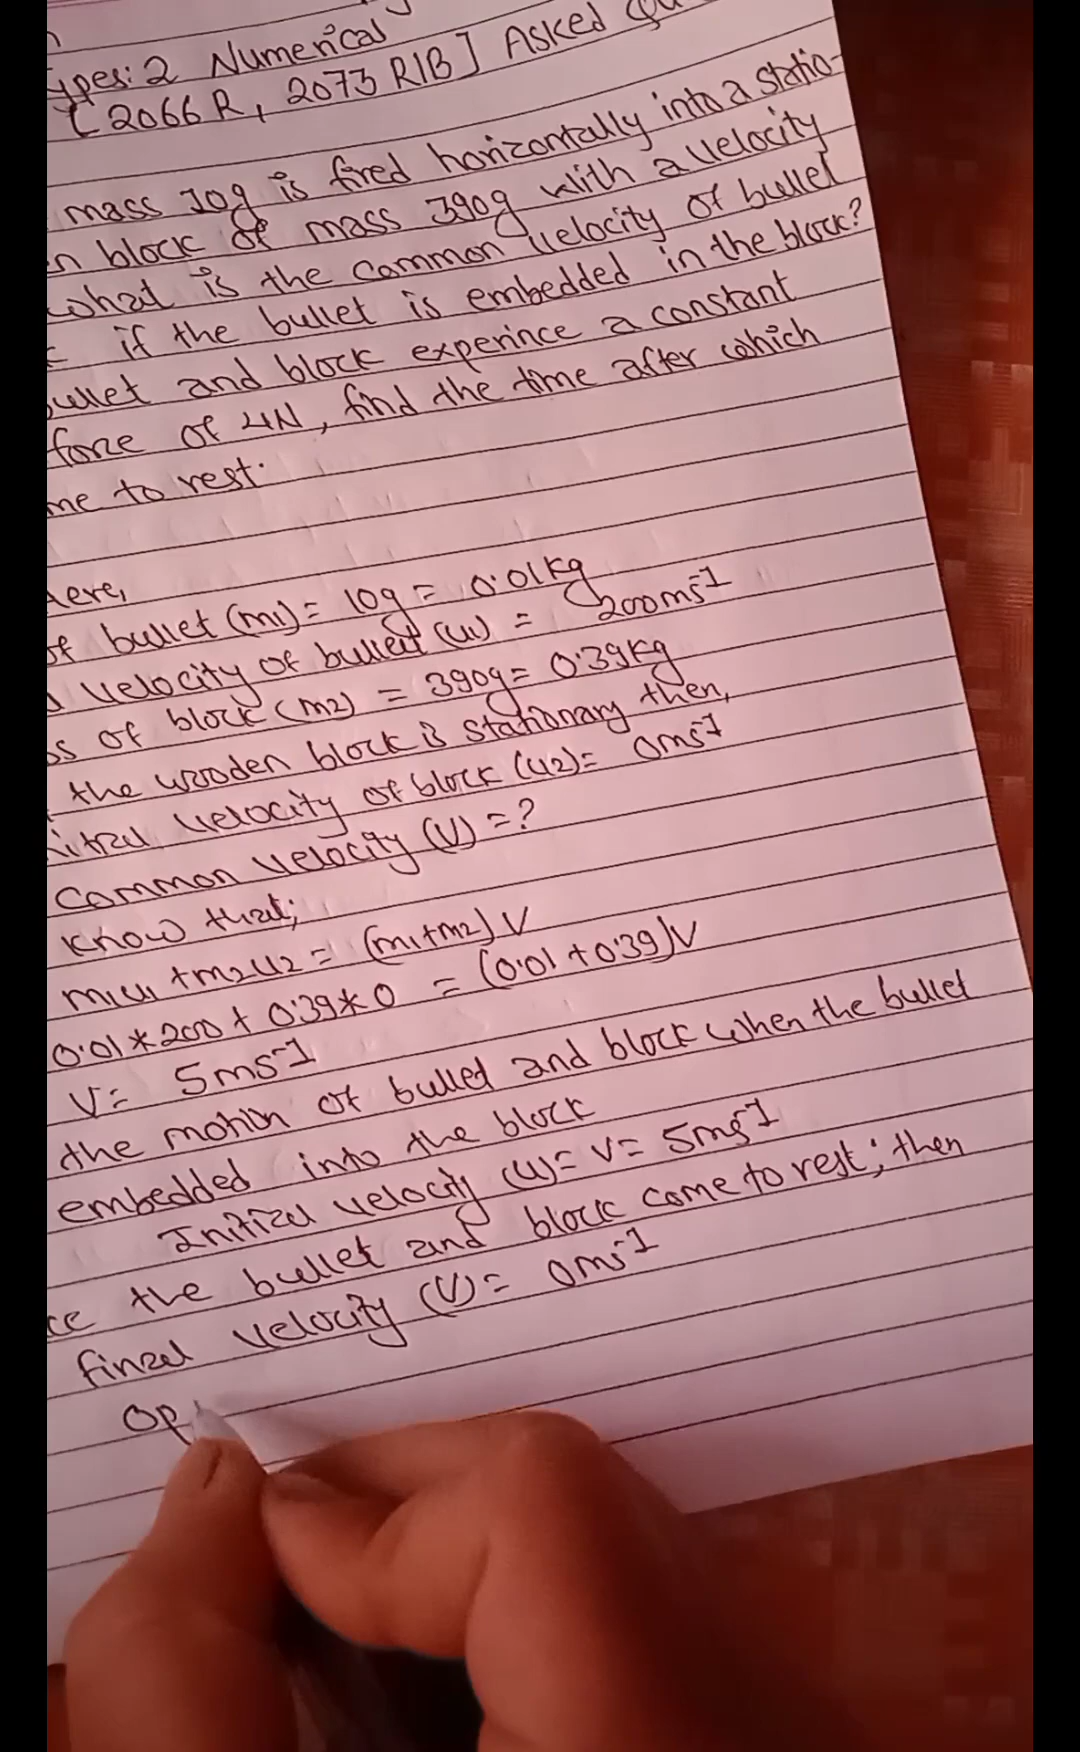 ypes:2 Numerical
[2066 R, 2073 R1B] Asked Qu
mass 10g is fired horizontally into a statio-
n block of mass 390g with a velocity
what is the common velocity of bullet
if the bullet is embedded in the block?
ullet and block experince a constant
force of 4N, find the time after which
me to rest.
Here,
of bullet (m1) = 10g = 0.01kg
velocity of bullet (u1) = 200ms-1
ss of block (m2) = 390g = 0.39kg
the wooden block is stationary then,
itial velocity of block (u2) = 0ms-1
Common velocity (V) = ?
know that;
m1u1 + m2u2 = (m1+m2) V
0.01*200 + 0.39*0 = (0.01 + 0.39)V
V = 5ms-1
the motion of bullet and block when the bullet
embedded into the block
Initial velocity (u) = V = 5ms-1
ce the bullet and block come to rest; then
final velocity (V) = 0ms-1
Op